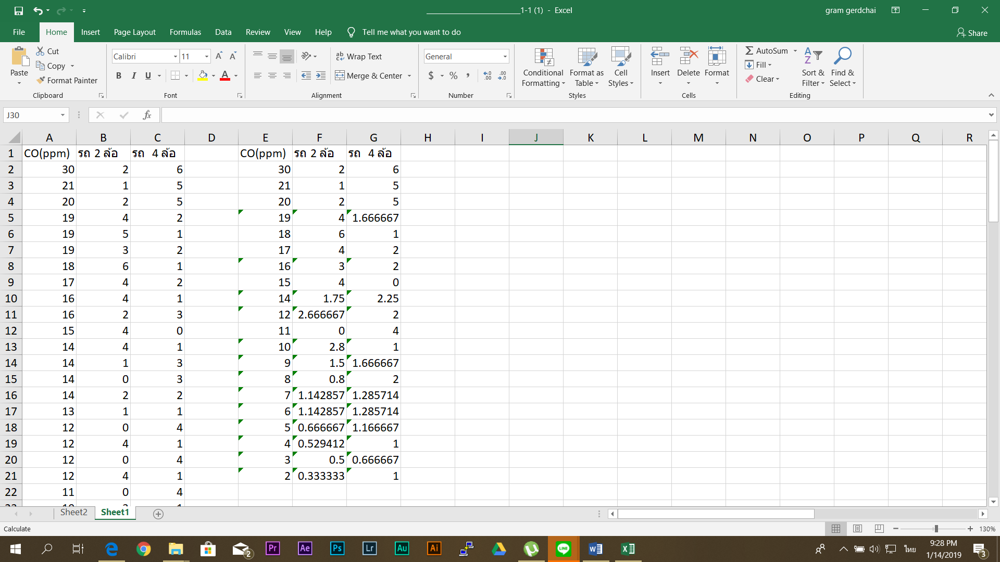 ____________________________1-1 (1) - Excel
gram gerdchai
File Home Insert Page Layout Formulas Data Review View Help Tell me what you want to do
Share
Paste
Cut
Copy
Format Painter
Clipboard
Calibri 11
B I U
Font
Wrap Text
Merge & Center
Alignment
General
$ % ,
Number
Conditional Formatting
Format as Table
Cell Styles
Styles
Insert
Delete
Format
Cells
AutoSum
Fill
Clear
Sort & Filter
Find & Select
Editing
J30
fx
A B C D E F G H I J K L M N O P Q R
1 CO(ppm) รถ 2 ล้อ รถ 4 ล้อ CO(ppm) รถ 2 ล้อ รถ 4 ล้อ
2 30 2 6 30 2 6
3 21 1 5 21 1 5
4 20 2 5 20 2 5
5 19 4 2 19 4 1.666667
6 19 5 1 18 6 1
7 19 3 2 17 4 2
8 18 6 1 16 3 2
9 17 4 2 15 4 0
10 16 4 1 14 1.75 2.25
11 16 2 3 12 2.666667 2
12 15 4 0 11 0 4
13 14 4 1 10 2.8 1
14 14 1 3 9 1.5 1.666667
15 14 0 3 8 0.8 2
16 14 2 2 7 1.142857 1.285714
17 13 1 1 6 1.142857 1.285714
18 12 0 4 5 0.666667 1.166667
19 12 4 1 4 0.529412 1
20 12 0 4 3 0.5 0.666667
21 12 4 1 2 0.333333 1
22 11 0 4
Sheet2 Sheet1
Calculate
130%
2 Pr Ae Ps Lr Au Ai LINE
ไทย
9:28 PM
1/14/2019
3